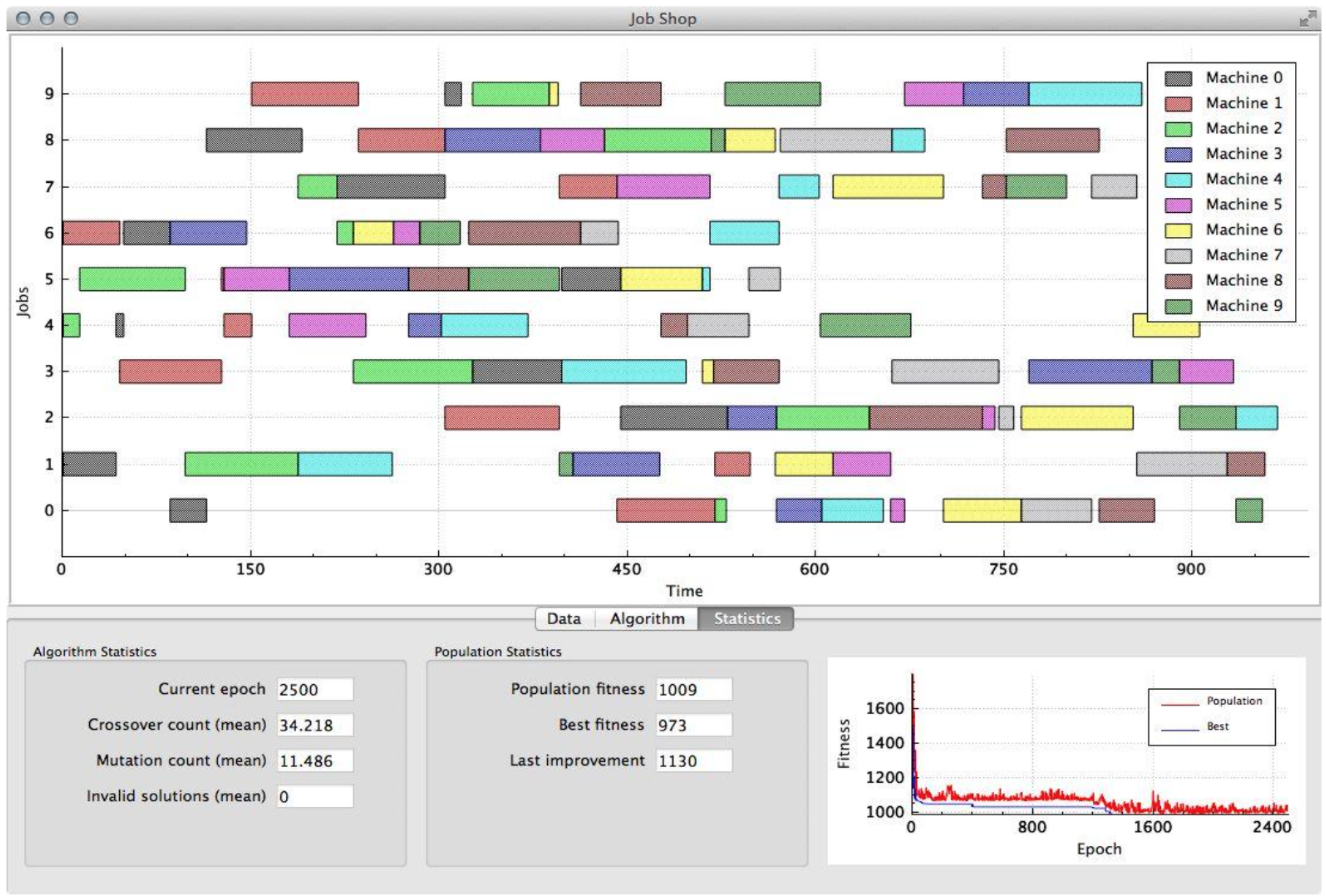 Job Shop
9
8
7
6
5
4
3
2
1
0
Jobs
0 150 300 450 600 750 900
Time
Machine 0
Machine 1
Machine 2
Machine 3
Machine 4
Machine 5
Machine 6
Machine 7
Machine 8
Machine 9
Data Algorithm Statistics
Algorithm Statistics
Current epoch 2500
Crossover count (mean) 34.218
Mutation count (mean) 11.486
Invalid solutions (mean) 0
Population Statistics
Population fitness 1009
Best fitness 973
Last improvement 1130
Fitness
1600
1400
1200
1000
0 800 1600 2400
Epoch
Population
Best